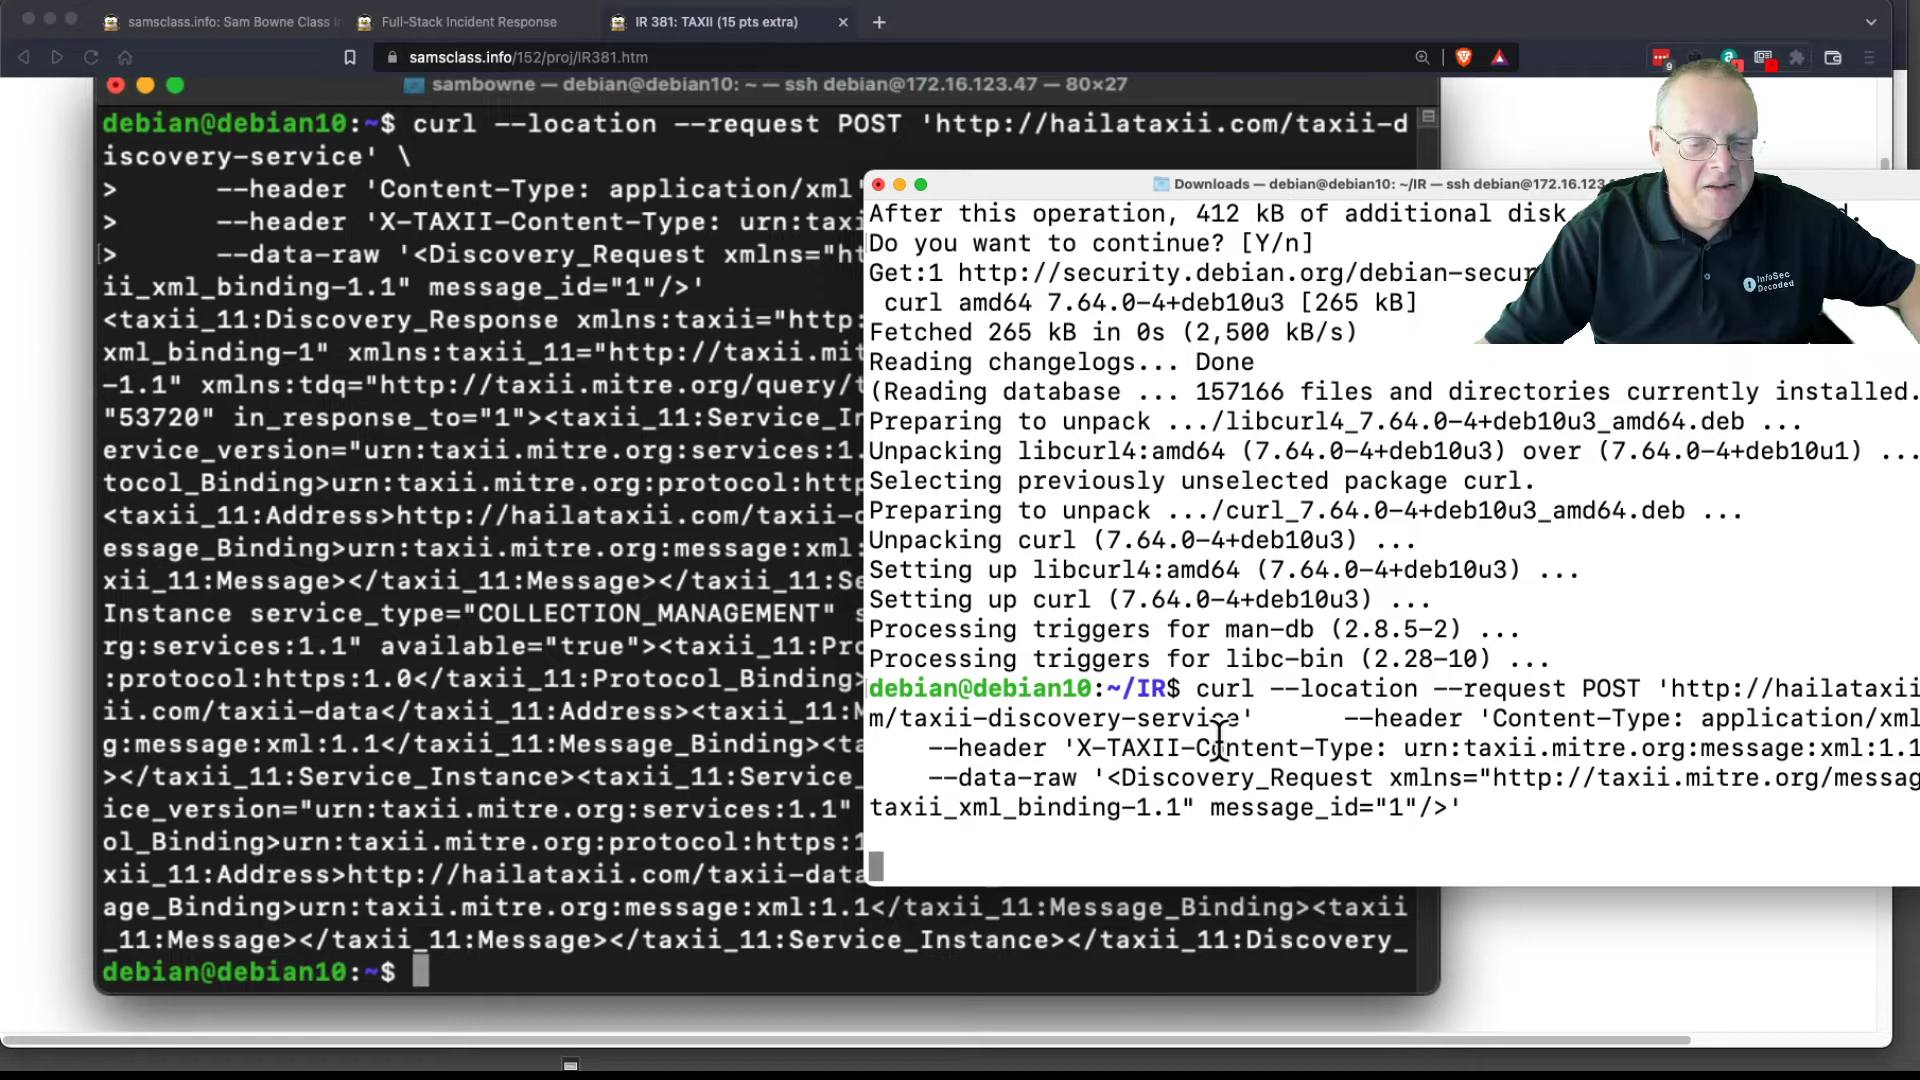 samsclass.info: Sam Bowne Class I
Full-Stack Incident Response
IR 381: TAXII (15 pts extra)
samsclass.info/152/proj/IR381.htm
9
sambowne — debian@debian10: ~ — ssh debian@172.16.123.47 — 80×27
debian@debian10:~$ curl --location --request POST 'http://hailataxii.com/taxii-d
iscovery-service' \
> --header 'Content-Type: application/xml'
> --header 'X-TAXII-Content-Type: urn:tax
> --data-raw '<Discovery_Request xmlns="ht
ii_xml_binding-1.1" message_id="1"/>'
<taxii_11:Discovery_Response xmlns:taxii="http:
xml_binding-1" xmlns:taxii_11="http://taxii.mit
-1.1" xmlns:tdq="http://taxii.mitre.org/query/t
"53720" in_response_to="1"><taxii_11:Service_In
ervice_version="urn:taxii.mitre.org:services:1.
tocol_Binding>urn:taxii.mitre.org:protocol:http
<taxii_11:Address>http://hailataxii.com/taxii-d
essage_Binding>urn:taxii.mitre.org:message:xml:
xii_11:Message></taxii_11:Message></taxii_11:Se
Instance service_type="COLLECTION_MANAGEMENT" s
rg:services:1.1" available="true"><taxii_11:Pro
:protocol:https:1.0</taxii_11:Protocol_Binding>
ii.com/taxii-data</taxii_11:Address><taxii_11:M
g:message:xml:1.1</taxii_11:Message_Binding><ta
></taxii_11:Service_Instance><taxii_11:Service_
ice_version="urn:taxii.mitre.org:services:1.1"
ol_Binding>urn:taxii.mitre.org:protocol:https:1
xii_11:Address>http://hailataxii.com/taxii-data
age_Binding>urn:taxii.mitre.org:message:xml:1.1</taxii_11:Message_Binding><taxii
_11:Message></taxii_11:Message></taxii_11:Service_Instance></taxii_11:Discovery_
debian@debian10:~$
Downloads — debian@debian10: ~/IR — ssh debian@172.16.123
After this operation, 412 kB of additional disk
Do you want to continue? [Y/n]
Get:1 http://security.debian.org/debian-secur
curl amd64 7.64.0-4+deb10u3 [265 kB]
Fetched 265 kB in 0s (2,500 kB/s)
Reading changelogs... Done
(Reading database ... 157166 files and directories currently installed.
Preparing to unpack .../libcurl4_7.64.0-4+deb10u3_amd64.deb ...
Unpacking libcurl4:amd64 (7.64.0-4+deb10u3) over (7.64.0-4+deb10u1) ...
Selecting previously unselected package curl.
Preparing to unpack .../curl_7.64.0-4+deb10u3_amd64.deb ...
Unpacking curl (7.64.0-4+deb10u3) ...
Setting up libcurl4:amd64 (7.64.0-4+deb10u3) ...
Setting up curl (7.64.0-4+deb10u3) ...
Processing triggers for man-db (2.8.5-2) ...
Processing triggers for libc-bin (2.28-10) ...
debian@debian10:~/IR$ curl --location --request POST 'http://hailataxii
m/taxii-discovery-service' --header 'Content-Type: application/xml
--header 'X-TAXII-Content-Type: urn:taxii.mitre.org:message:xml:1.1
--data-raw '<Discovery_Request xmlns="http://taxii.mitre.org/messag
taxii_xml_binding-1.1" message_id="1"/>'
InfoSec
Decoded